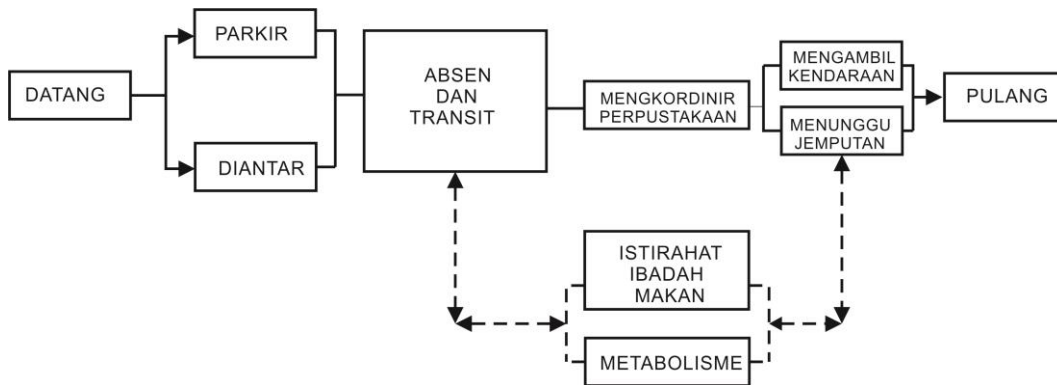 DATANG
PARKIR
DIANTAR
ABSEN
DAN
TRANSIT
MENGKORDINIR
PERPUSTAKAAN
MENGAMBIL
KENDARAAN
MENUNGGU
JEMPUTAN
PULANG
ISTIRAHAT
IBADAH
MAKAN
METABOLISME